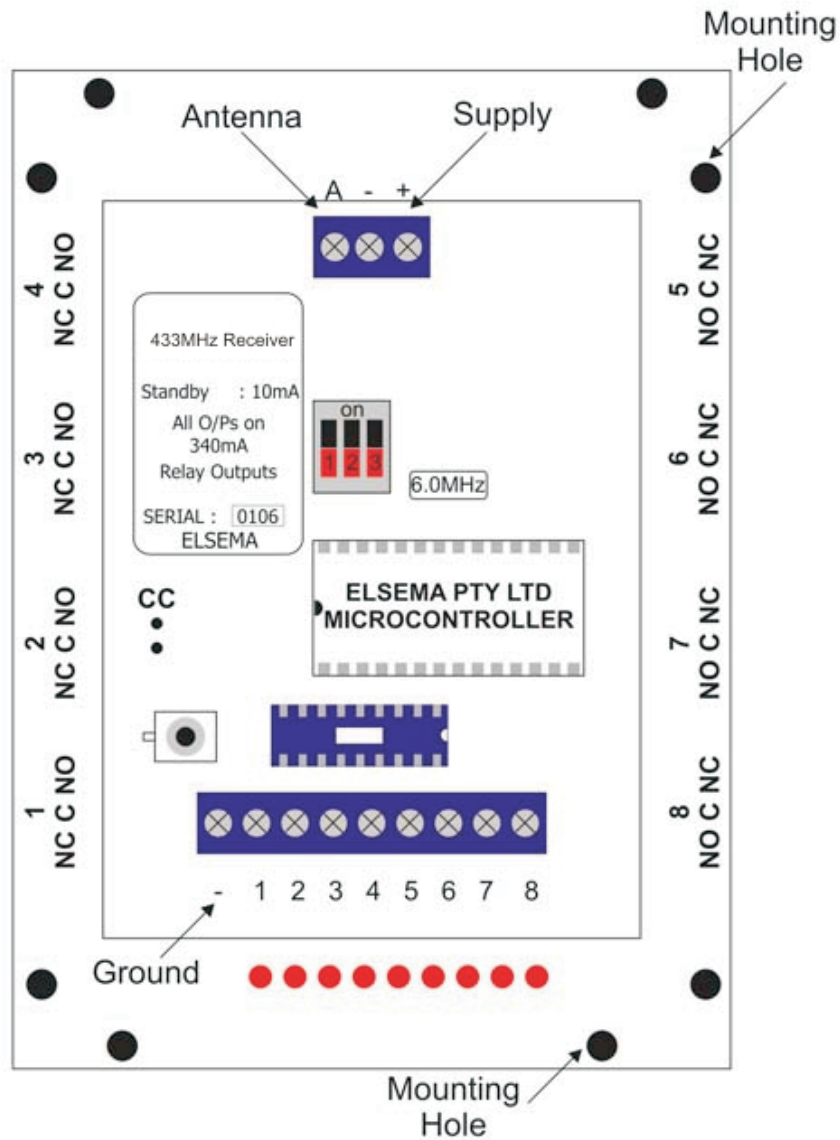 Mounting
Hole
Antenna
Supply
A - +
4
NC C NO
5
NO C NC
433MHz Receiver
Standby : 10mA
All O/Ps on
340mA
Relay Outputs
SERIAL : 0106
ELSEMA
on
1 2 3
6.0MHz
3
NC C NO
6
NO C NC
ELSEMA PTY LTD
MICROCONTROLLER
CC
2
NC C NO
7
NO C NC
1
NC C NO
8
NO C NC
- 1 2 3 4 5 6 7 8
Ground
Mounting
Hole